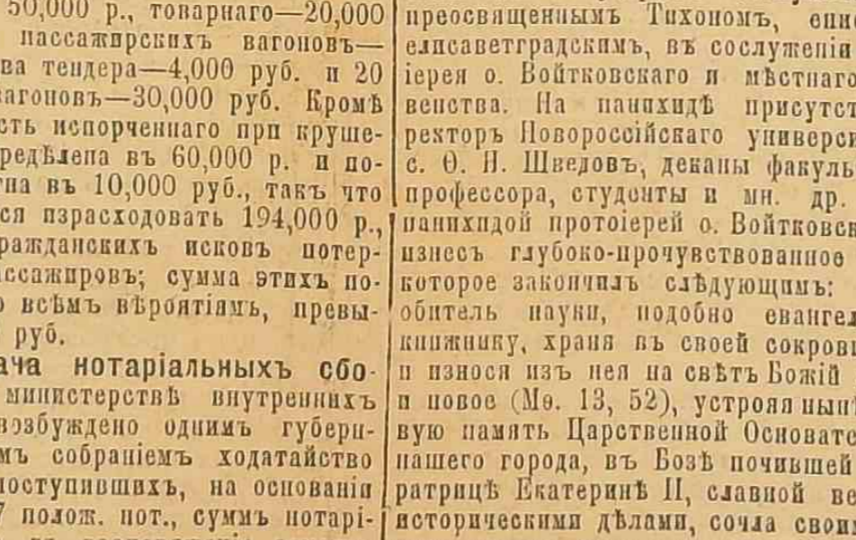 50,000 р., товарнаго—20,000
пассажирскихъ вагоновъ—
ва тендера—4,000 руб. и 20
вагоновъ—30,000 руб. Кромѣ
сть испорченнаго при круше-
редѣлена въ 60,000 р. и по-
на въ 10,000 руб., такъ что
ся израсходовать 194,000 р.,
ражданскихъ исковъ потер-
ассажировъ; сумма этихъ по-
о всѣмъ вѣроятіямъ, превы-
руб.
ача нотаріальныхъ сбо-
министерствѣ внутреннихъ
возбуждено однимъ губерн-
мъ собраніемъ ходатайство
поступившихъ, на основаніи
7 полож. нот., суммъ нотарі-
преосвященнымъ Тихономъ, епис
елисаветградскимъ, въ сослуженіи
іерея о. Войтковскаго и мѣстнаго
венства. На панихидѣ присутст
ректоръ Новороссійскаго универси
с. Ѳ. Н. Шведовъ, деканы факуль
профессора, студенты и мн. др.
панихидой протоіерей о. Войтковск
изнесъ глубоко-прочувствованное
которое закончилъ слѣдующимъ:
обитель науки, подобно евангел
книжнику, храня въ своей сокрови
и износя изъ нея на свѣтъ Божій
и новое (Мѳ. 13, 52), устрояя нын
вую память Царственной Основате
нашего города, въ Бозѣ почившей
ратрицѣ Екатеринѣ II, славной ве
историческими дѣлами, сочла своим